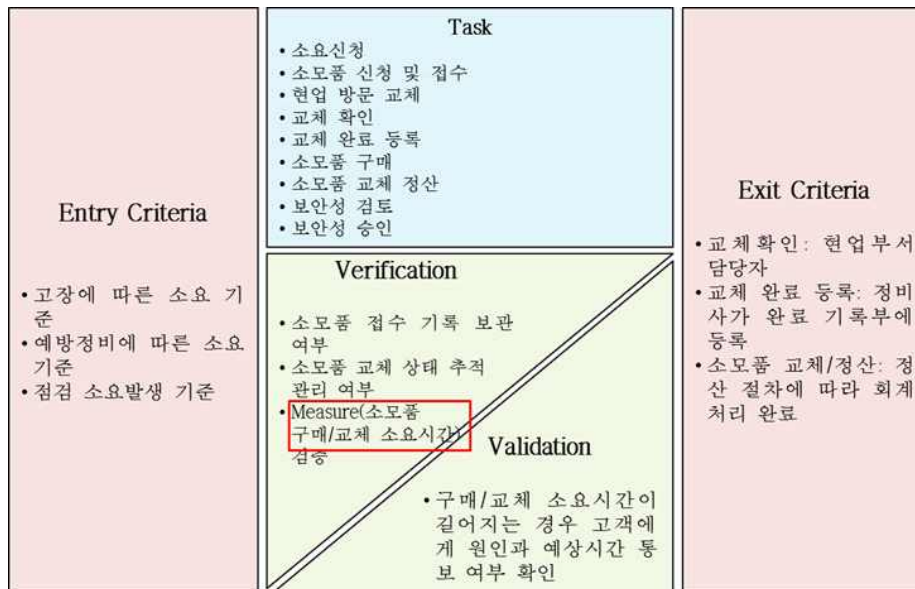 Entry Criteria
• 고장에 따른 소요 기
준
• 예방정비에 따른 소요
기준
• 점검 소요발생 기준
Task
• 소요신청
• 소모품 신청 및 접수
• 현업 방문 교체
• 교체 확인
• 교체 완료 등록
• 소모품 구매
• 소모품 교체 정산
• 보안성 검토
• 보안성 승인
Verification
• 소모품 접수 기록 보관
여부
• 소모품 교체 상태 추적
관리 여부
• Measure(소모품
구매/교체 소요시간)
검증
Validation
• 구매/교체 소요시간이
길어지는 경우 고객에
게 원인과 예상시간 통
보 여부 확인
Exit Criteria
• 교체확인: 현업부서
담당자
• 교체 완료 등록: 정비
사가 완료 기록부에
등록
• 소모품 교체/정산: 정
산 절차에 따라 회계
처리 완료